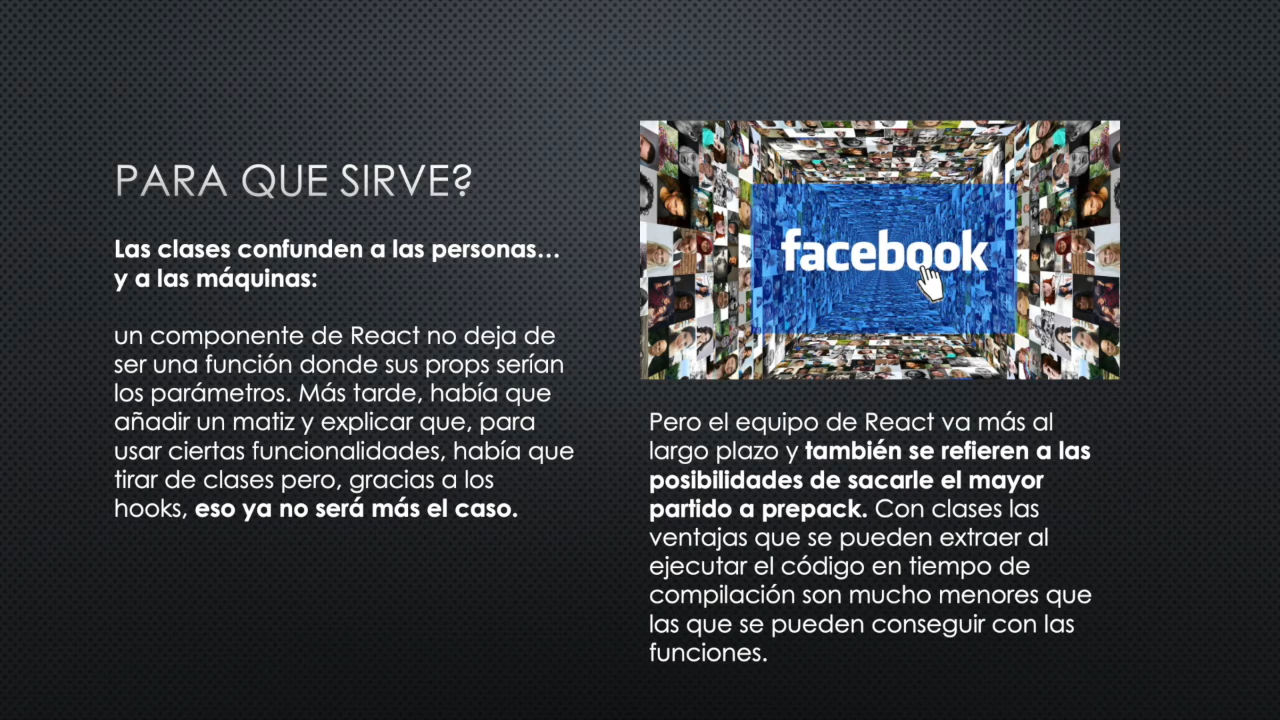 PARA QUE SIRVE?
Las clases confunden a las personas…
y a las máquinas:
un componente de React no deja de
ser una función donde sus props serían
los parámetros. Más tarde, había que
añadir un matiz y explicar que, para
usar ciertas funcionalidades, había que
tirar de clases pero, gracias a los
hooks, eso ya no será más el caso.
facebook
Pero el equipo de React va más al
largo plazo y también se refieren a las
posibilidades de sacarle el mayor
partido a prepack. Con clases las
ventajas que se pueden extraer al
ejecutar el código en tiempo de
compilación son mucho menores que
las que se pueden conseguir con las
funciones.